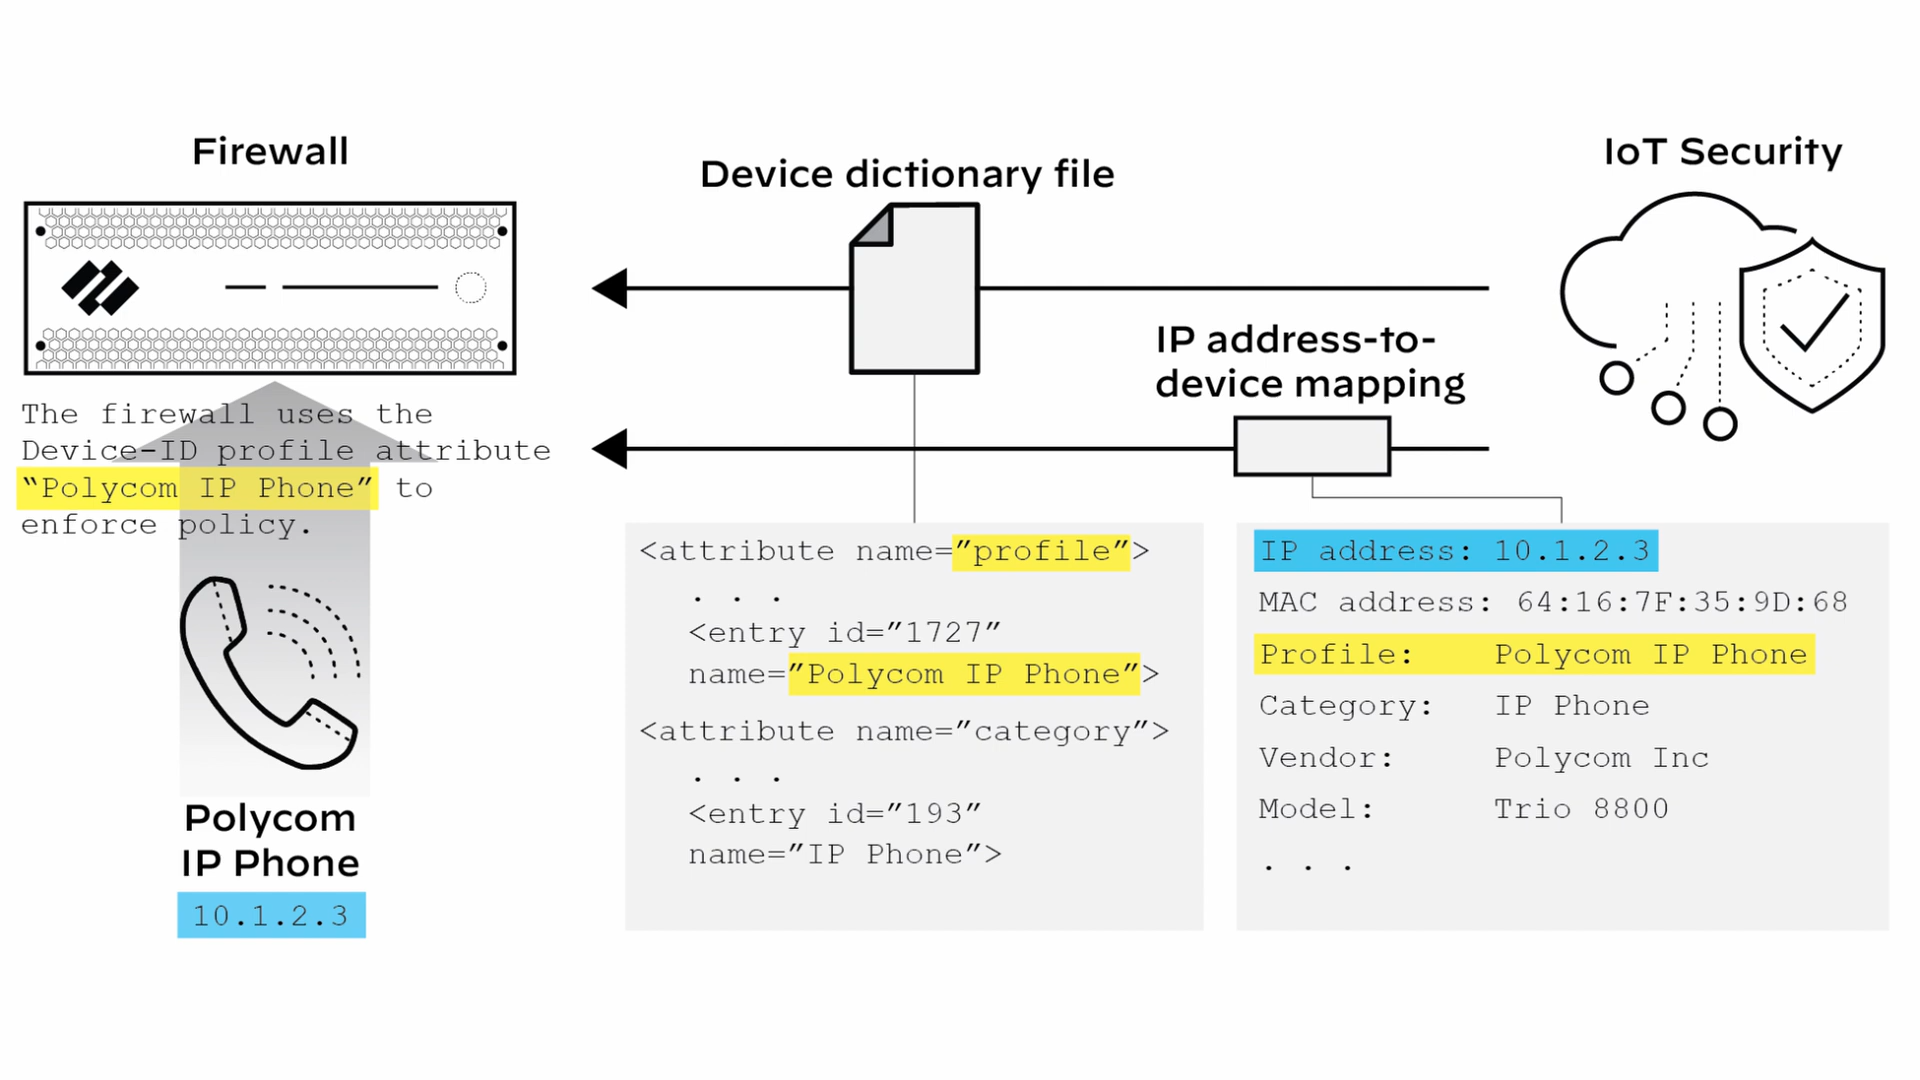 Firewall
Device dictionary file
IoT Security
IP address-to-
device mapping
The firewall uses the
Device-ID profile attribute
“Polycom IP Phone” to
enforce policy.
Polycom
IP Phone
10.1.2.3
<attribute name=”profile”>
. . .
<entry id=”1727”
name=”Polycom IP Phone”>
<attribute name=”category”>
. . .
<entry id=”193”
name=”IP Phone”>
IP address: 10.1.2.3
MAC address: 64:16:7F:35:9D:68
Profile: Polycom IP Phone
Category: IP Phone
Vendor: Polycom Inc
Model: Trio 8800
. . .